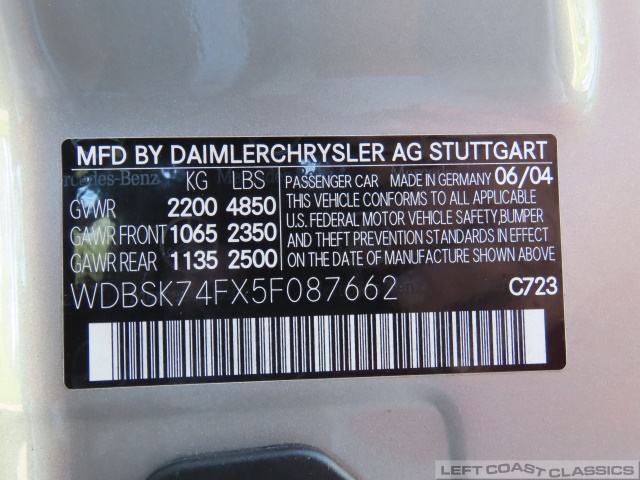 MFD BY DAIMLERCHRYSLER AG STUTTGART
KG LBS
GVWR 2200 4850
GAWR FRONT 1065 2350
GAWR REAR 1135 2500
PASSENGER CAR MADE IN GERMANY 06/04
THIS VEHICLE CONFORMS TO ALL APPLICABLE
U.S. FEDERAL MOTOR VEHICLE SAFETY, BUMPER
AND THEFT PREVENTION STANDARDS IN EFFECT
ON THE DATE OF MANUFACTURE SHOWN ABOVE
WDBSK74FX5F087662
C723
LEFT COAST CLASSICS